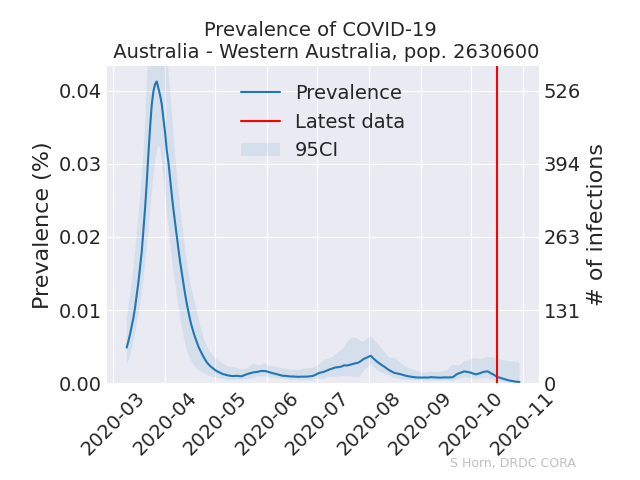 Prevalence of COVID-19
Australia - Western Australia, pop. 2630600
Prevalence
Latest data
95CI
Prevalence (%)
0.04
0.03
0.02
0.01
0.00
526
394
263
131
0
# of infections
2020-03
2020-04
2020-05
2020-06
2020-07
2020-08
2020-09
2020-10
2020-11
S Horn, DRDC CORA